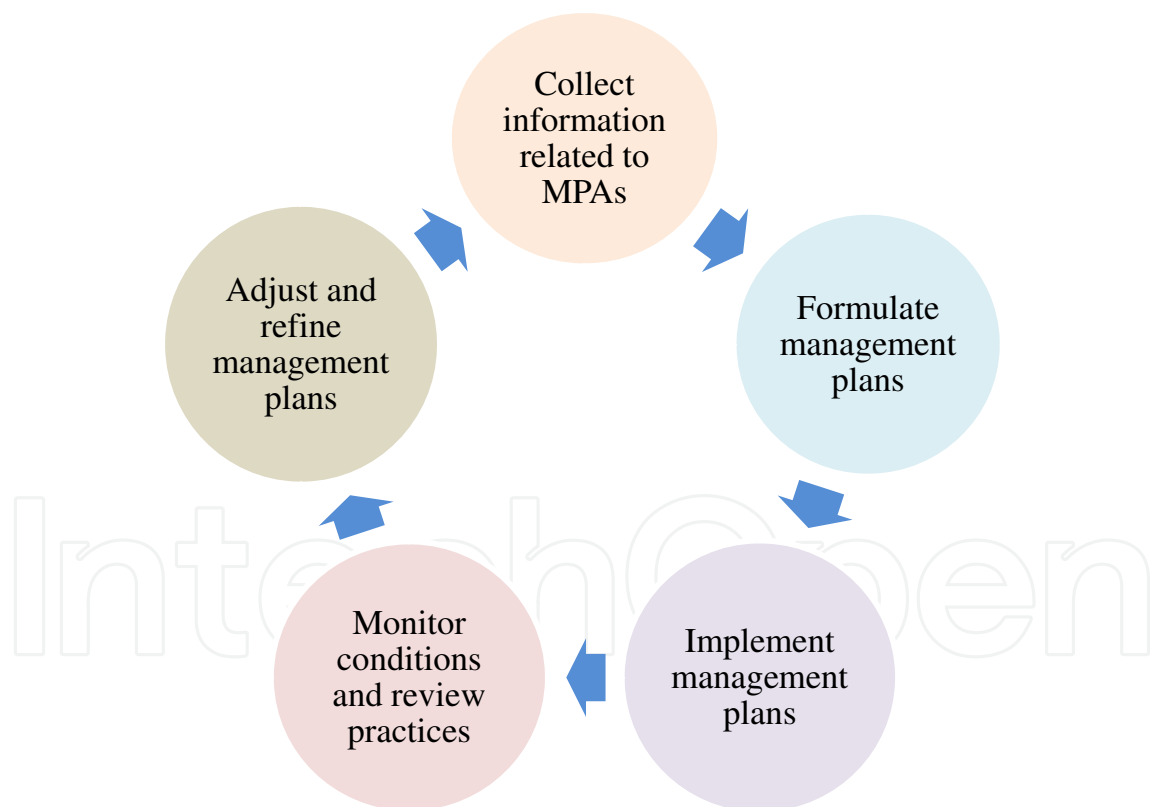 Collect
information
related to
MPAs
Formulate
management
plans
Implement
management
plans
Monitor
conditions
and review
practices
Adjust and
refine
management
plans
IntechOpen